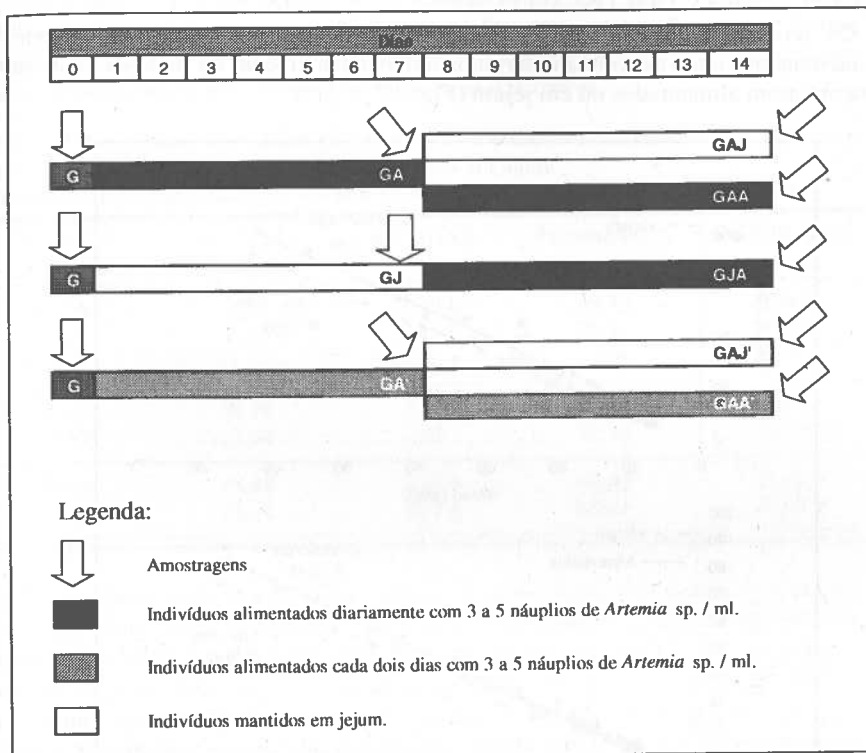 Dias
0 1 2 3 4 5 6 7 8 9 10 11 12 13 14
GAJ
G GA
GAA
G GJ GJA
GAJ'
G GA'
GAA'
Legenda:
Amostragens
Indivíduos alimentados diariamente com 3 a 5 náuplios de Artemia sp. / ml.
Indivíduos alimentados cada dois dias com 3 a 5 náuplios de Artemia sp. / ml.
Indivíduos mantidos em jejum.